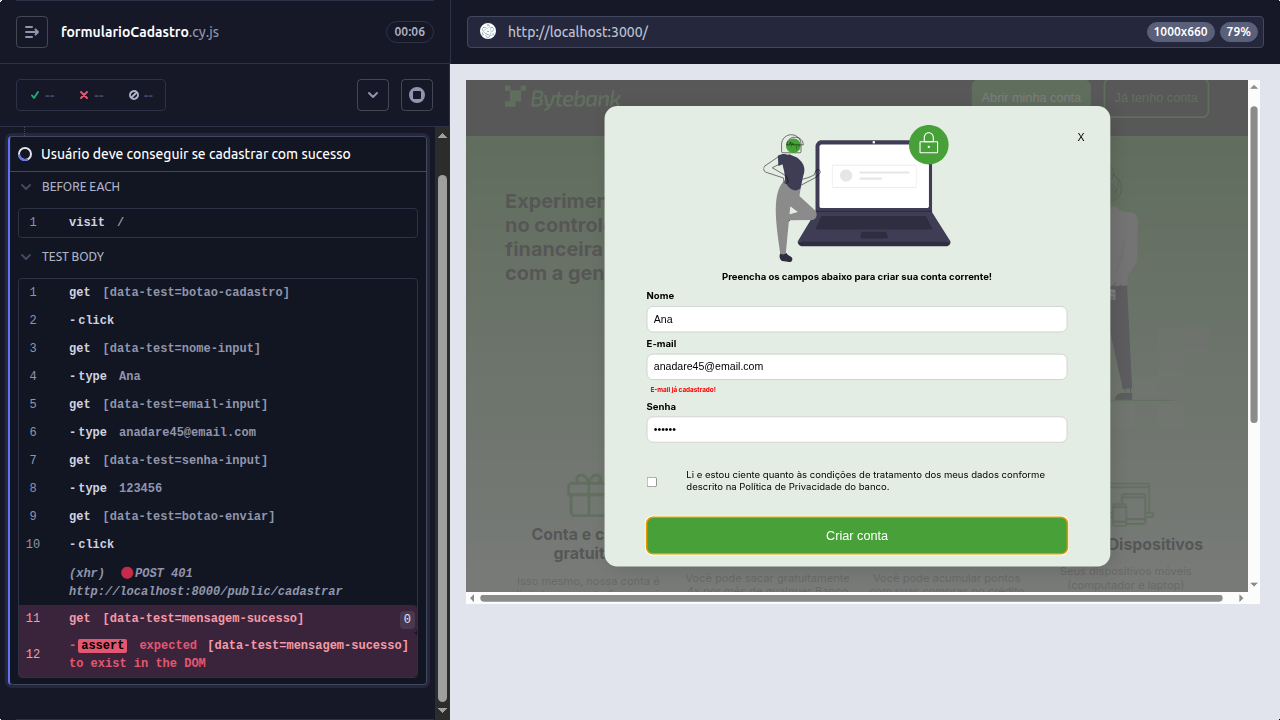 formularioCadastro.cy.js
00:06
http://localhost:3000/
1000x660
79%
--
--
--
Usuário deve conseguir se cadastrar com sucesso
BEFORE EACH
1 visit /
TEST BODY
1 get [data-test=botao-cadastro]
2 -click
3 get [data-test=nome-input]
4 -type Ana
5 get [data-test=email-input]
6 -type anadare45@email.com
7 get [data-test=senha-input]
8 -type 123456
9 get [data-test=botao-enviar]
10 -click
(xhr) POST 401
http://localhost:8000/public/cadastrar
11 get [data-test=mensagem-sucesso] 0
12 -assert expected [data-test=mensagem-sucesso]
to exist in the DOM
Bytebank
Abrir minha conta
Já tenho conta
X
Experimen
no control
financeira
com a gen
Preencha os campos abaixo para criar sua conta corrente!
Nome
Ana
E-mail
anadare45@email.com
E-mail já cadastrado!
Senha
••••••
Li e estou ciente quanto às condições de tratamento dos meus dados conforme
descrito na Política de Privacidade do banco.
Criar conta
Conta e c
gratuit
Dispositivos
Isso mesmo, nossa conta é
Você pode sacar gratuitamente
Você pode acumular pontos
Seus dispositivos móveis
(computador e laptop)